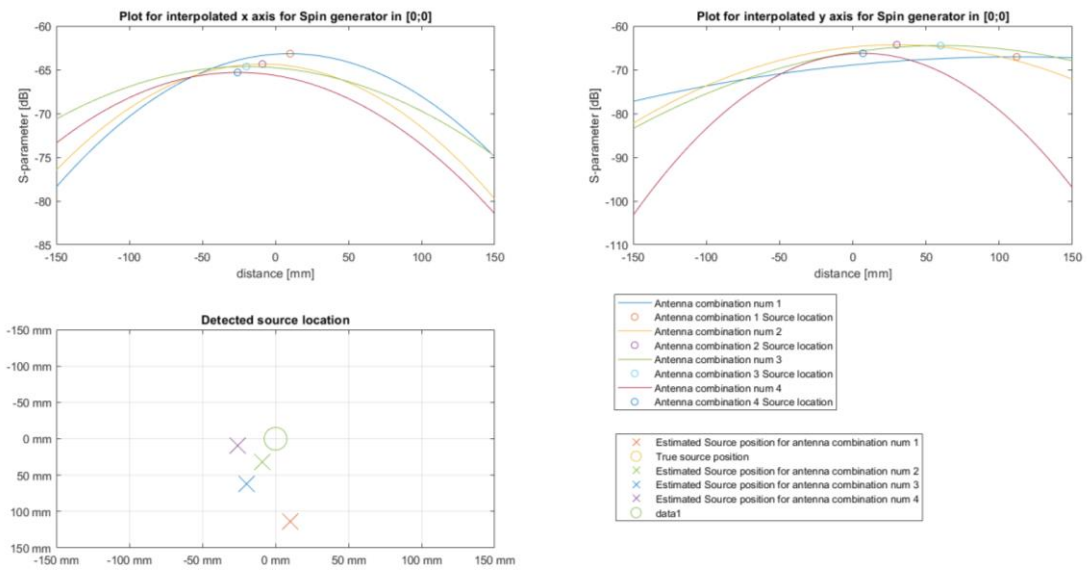 Plot for interpolated x axis for Spin generator in [0;0]
-60
-65
-70
-75
-80
-85
S-parameter [dB]
-150 -100 -50 0 50 100 150
distance [mm]
Plot for interpolated y axis for Spin generator in [0;0]
-60
-70
-80
-90
-100
-110
S-parameter [dB]
-150 -100 -50 0 50 100 150
distance [mm]
Detected source location
-150 mm
-100 mm
-50 mm
0 mm
50 mm
100 mm
150 mm
-150 mm -100 mm -50 mm 0 mm 50 mm 100 mm 150 mm
Antenna combination num 1
Antenna combination 1 Source location
Antenna combination num 2
Antenna combination 2 Source location
Antenna combination num 3
Antenna combination 3 Source location
Antenna combination num 4
Antenna combination 4 Source location
Estimated Source position for antenna combination num 1
True source position
Estimated Source position for antenna combination num 2
Estimated Source position for antenna combination num 3
Estimated Source position for antenna combination num 4
data1